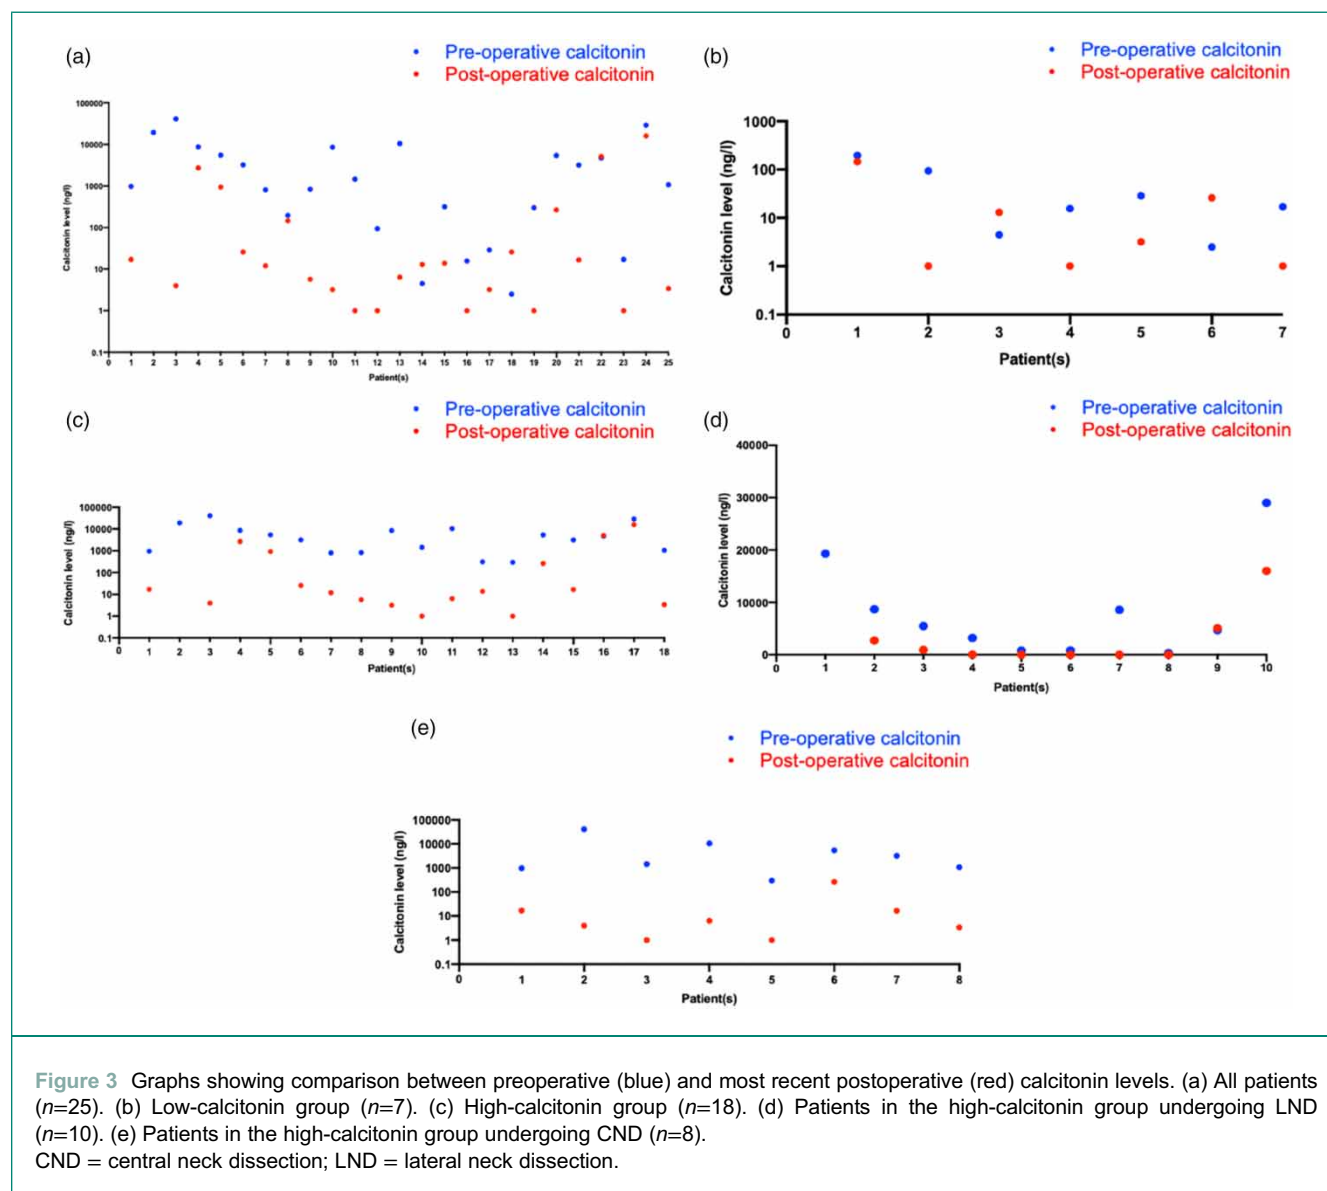 (a)
Pre-operative calcitonin
Post-operative calcitonin
100000
10000
1000
100
10
1
0.1
Calcitonin level (ng/l)
0 1 2 3 4 5 6 7 8 9 10 11 12 13 14 15 16 17 18 19 20 21 22 23 24 25
Patient(s)
(b)
Pre-operative calcitonin
Post-operative calcitonin
1000
100
10
1
0.1
Calcitonin level (ng/l)
0 1 2 3 4 5 6 7
Patient(s)
(c)
Pre-operative calcitonin
Post-operative calcitonin
100000
10000
1000
100
10
1
0.1
Calcitonin level (ng/l)
0 1 2 3 4 5 6 7 8 9 10 11 12 13 14 15 16 17 18
Patient(s)
(d)
Pre-operative calcitonin
Post-operative calcitonin
40000
30000
20000
10000
0
Calcitonin level (ng/l)
0 1 2 3 4 5 6 7 8 9 10
Patient(s)
(e)
Pre-operative calcitonin
Post-operative calcitonin
100000
10000
1000
100
10
1
0.1
Calcitonin level (ng/l)
0 1 2 3 4 5 6 7 8
Patient(s)
Figure 3 Graphs showing comparison between preoperative (blue) and most recent postoperative (red) calcitonin levels. (a) All patients
(n=25). (b) Low-calcitonin group (n=7). (c) High-calcitonin group (n=18). (d) Patients in the high-calcitonin group undergoing LND
(n=10). (e) Patients in the high-calcitonin group undergoing CND (n=8).
CND = central neck dissection; LND = lateral neck dissection.